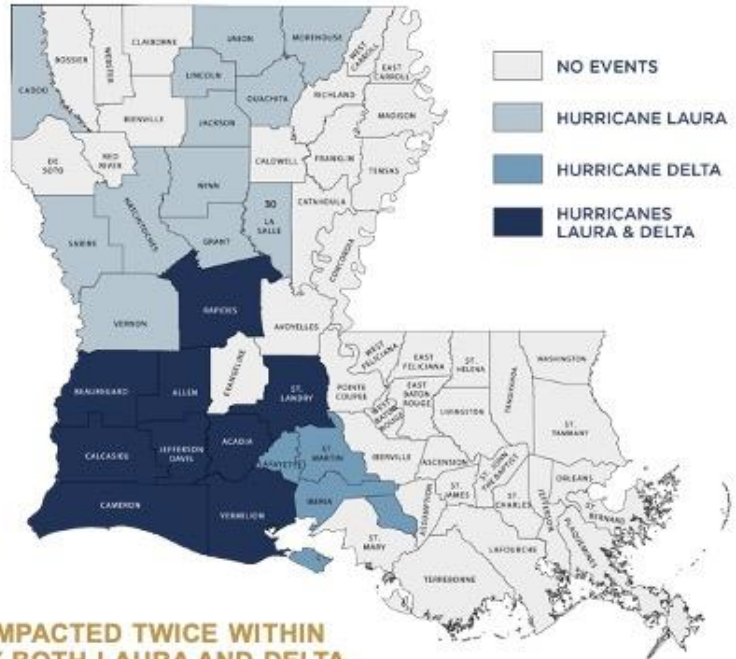 CLAIBORNE
UNION
MOREHOUSE
WEST
CARROLL
EAST
CARROLL
BOSSIER
WEBSTER
CADDO
LINCOLN
OUACHITA
RICHLAND
MADISON
BIENVILLE
JACKSON
DE
SOTO
RED
RIVER
CALDWELL
FRANKLIN
TENSAS
WINN
NATCHITOCHES
30
LA
SALLE
CATAHOULA
SABINE
GRANT
CONCORDIA
VERNON
RAPIDES
AVOYELLES
NO EVENTS
HURRICANE LAURA
HURRICANE DELTA
HURRICANES
LAURA & DELTA
BEAUREGARD
ALLEN
EVANGELINE
ST.
LANDRY
POINTE
COUPEE
WEST
FELICIANA
EAST
FELICIANA
ST.
HELENA
TANGIPAHOA
WASHINGTON
WEST
BATON
ROUGE
EAST
BATON
ROUGE
LIVINGSTON
ST.
TAMMANY
CALCASIEU
JEFFERSON
DAVIS
ACADIA
LAFAYETTE
ST
MARTIN
IBERVILLE
ASCENSION
ST. JOHN
THE BAPTIST
ORLEANS
CAMERON
VERMILION
IBERIA
ST.
MARY
ASSUMPTION
ST.
JAMES
ST.
CHARLES
JEFFERSON
PLAQUEMINES
ST.
BERNARD
LAFOURCHE
TERREBONNE
MPACTED TWICE WITHIN
BOTH LAURA AND DELTA